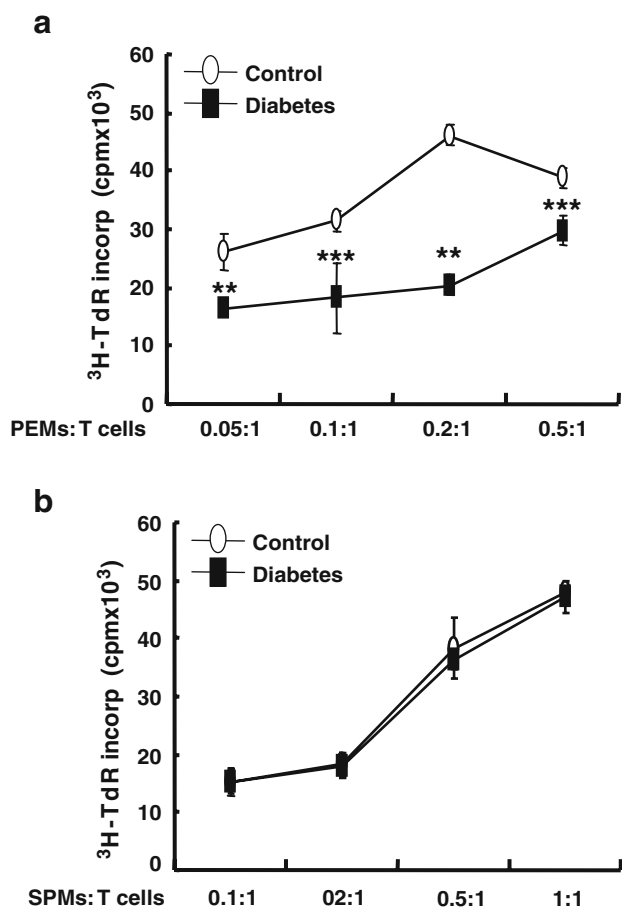 a
60
50
40
30
20
10
0
³H-TdR incorp (cpmx10³)
Control
Diabetes
**
***
**
***
PEMs:T cells 0.05:1 0.1:1 0.2:1 0.5:1
b
60
50
40
30
20
10
0
³H-TdR incorp (cpmx10³)
Control
Diabetes
SPMs:T cells 0.1:1 02:1 0.5:1 1:1